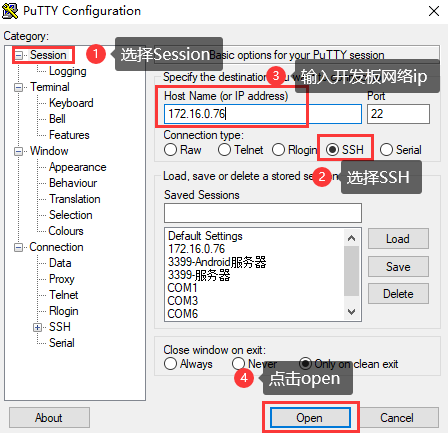 PuTTY Configuration
Category:
Session
Logging
Terminal
Keyboard
Bell
Features
Window
Appearance
Behaviour
Translation
Selection
Colours
Connection
Data
Proxy
Telnet
Rlogin
SSH
Serial
1 选择Session
Basic options for your PuTTY session
Specify the destination
3 输入开发板网络ip
Host Name (or IP address)
Port
172.16.0.76
22
Connection type:
Raw
Telnet
Rlogin
SSH
Serial
2 选择SSH
Load, save or delete a stored
Saved Sessions
Default Settings
172.16.0.76
3399-Android服务器
3399-服务器
COM1
COM3
COM6
Load
Save
Delete
Close window on exit:
Always
Never
Only on clean exit
4 点击open
About
Open
Cancel